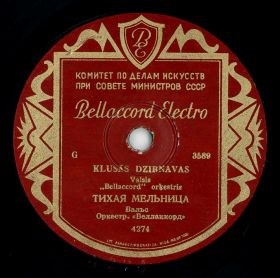 B E
КОМИТЕТ ПО ДЕЛАМ ИСКУССТВ
ПРИ СОВЕТЕ МИНИСТРОВ СССР
Bellaccord Electro
G 3589
KLUSĀS DZIRNAVAS
Valsis
„Bellaccord" orķestris
ТИХАЯ МЕЛЬНИЦА
Вальс
Оркестр. «Беллаккорд»
4274